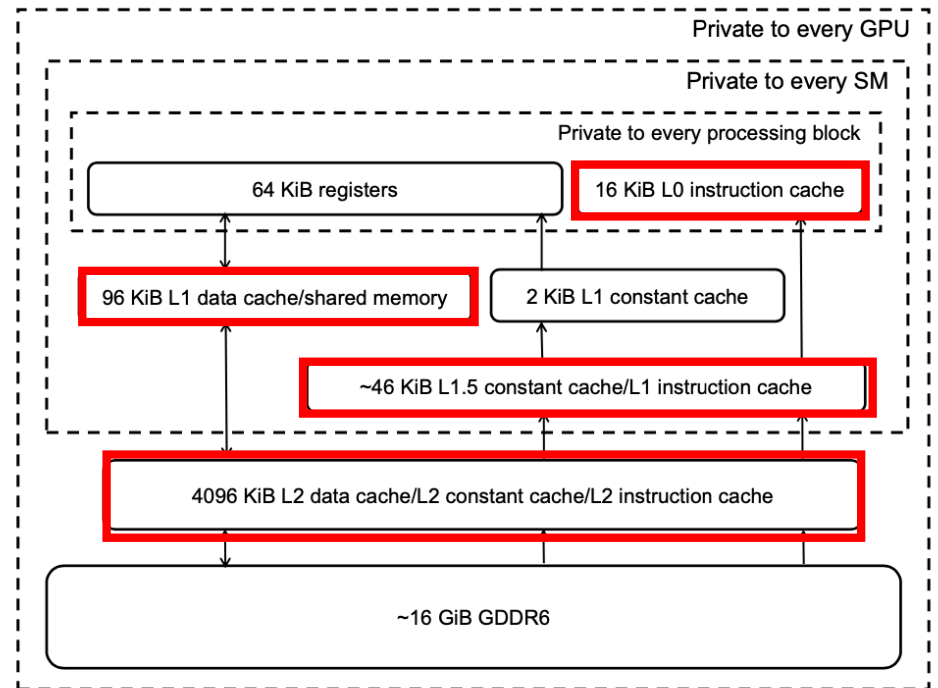 Private to every GPU
Private to every SM
Private to every processing block
64 KiB registers
16 KiB L0 instruction cache
96 KiB L1 data cache/shared memory
2 KiB L1 constant cache
~46 KiB L1.5 constant cache/L1 instruction cache
4096 KiB L2 data cache/L2 constant cache/L2 instruction cache
~16 GiB GDDR6